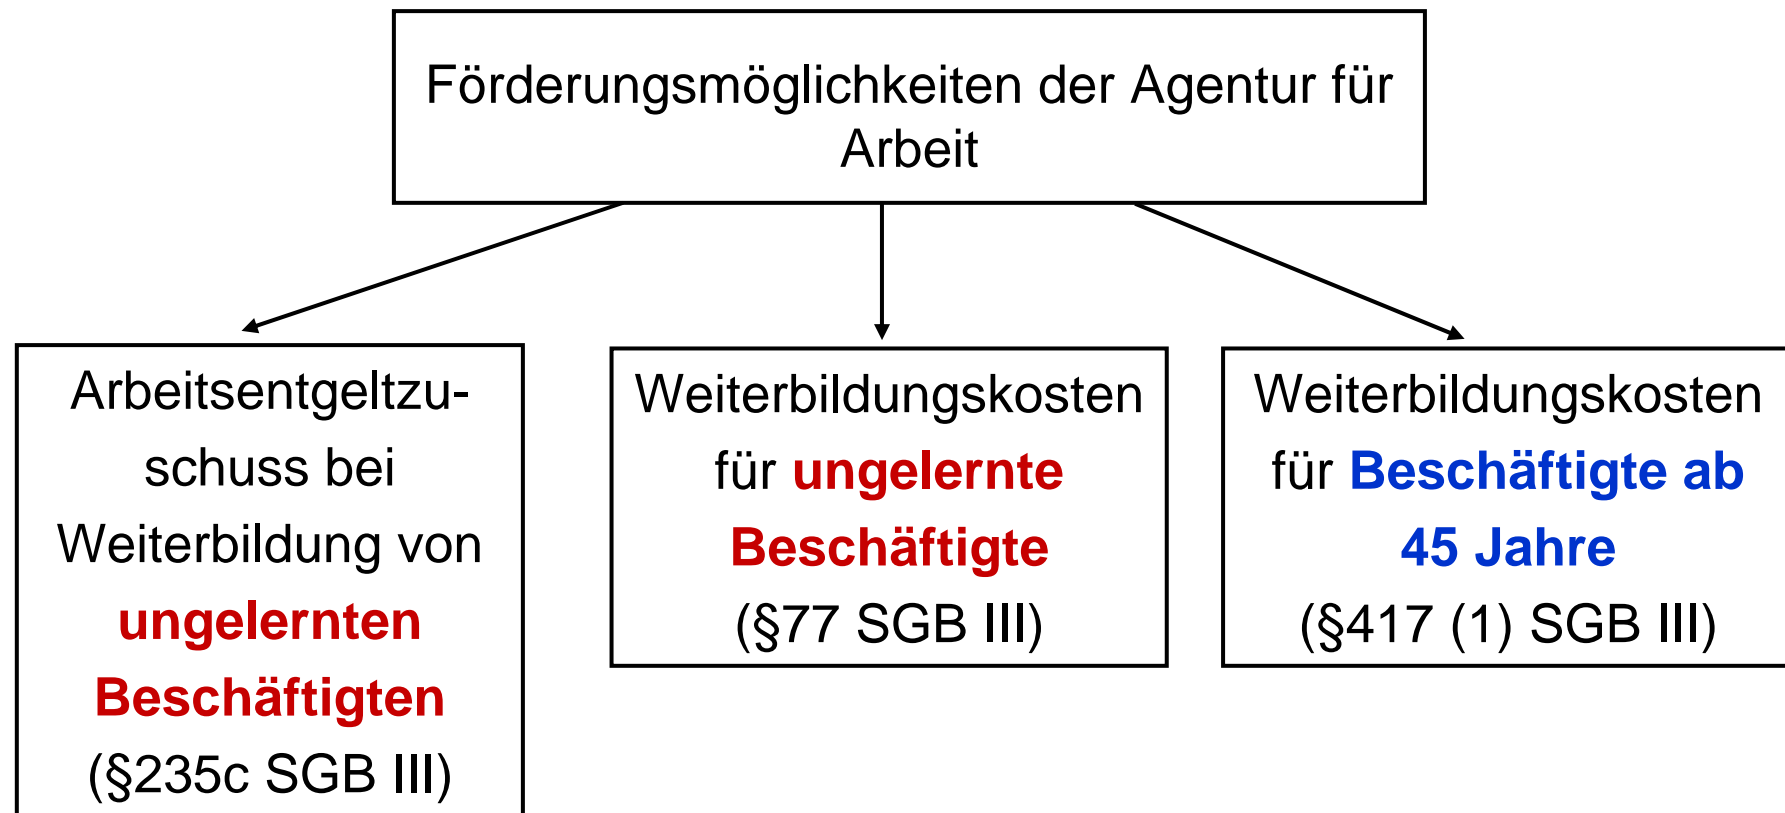 Förderungsmöglichkeiten der Agentur für
Arbeit
Arbeitsentgeltzu-
schuss bei
Weiterbildung von
ungelernten
Beschäftigten
(§235c SGB III)
Weiterbildungskosten
für ungelernte
Beschäftigte
(§77 SGB III)
Weiterbildungskosten
für Beschäftigte ab
45 Jahre
(§417 (1) SGB III)